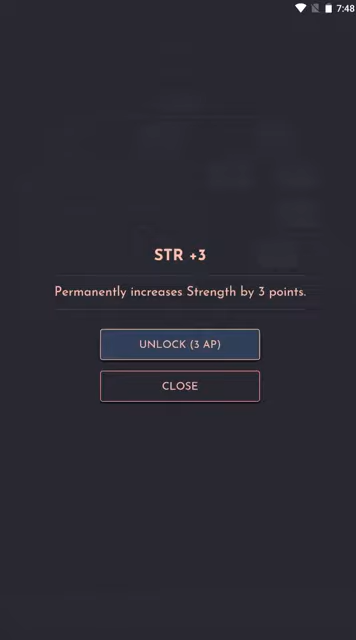 7:48
STR +3
Permanently increases Strength by 3 points.
UNLOCK (3 AP)
CLOSE